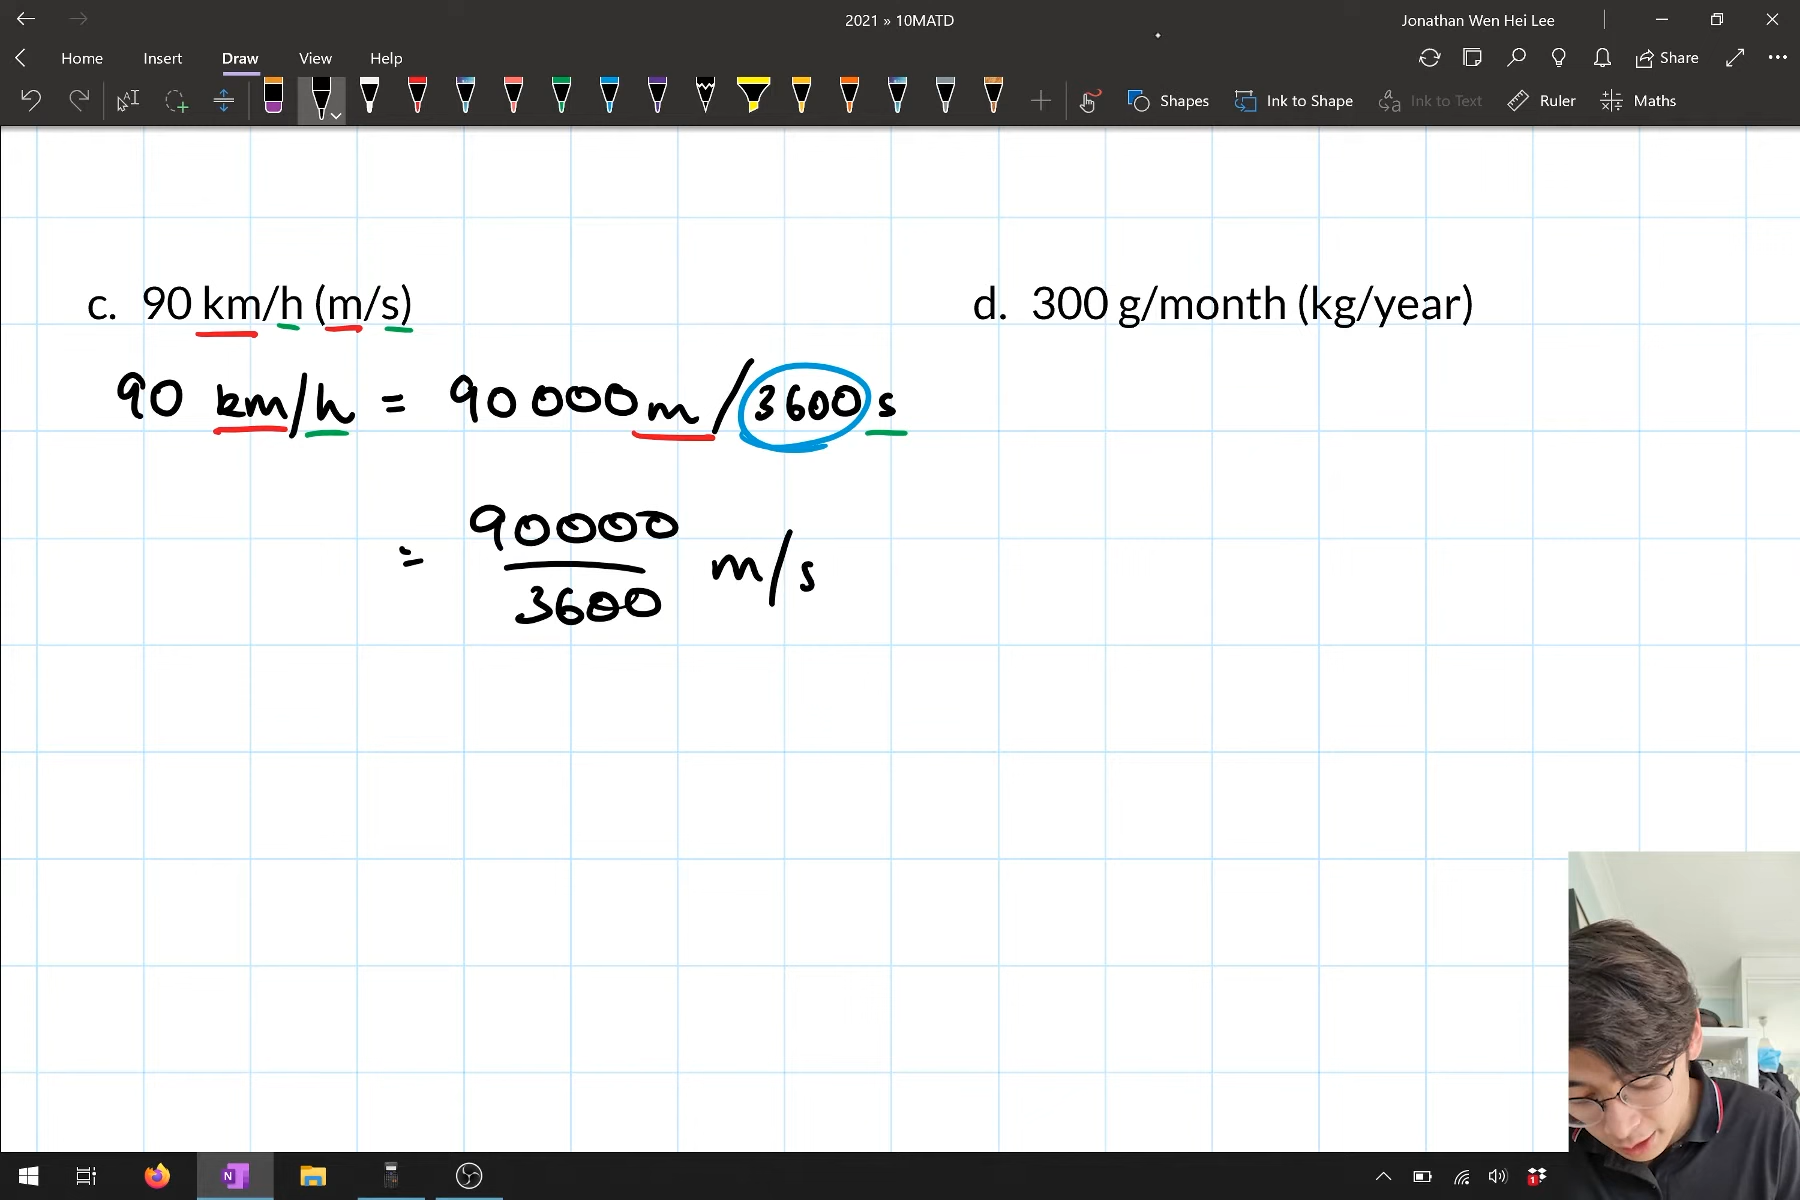 2021 » 10MATD
Jonathan Wen Hei Lee
Home Insert Draw View Help
Share
Shapes Ink to Shape Ink to Text Ruler Maths
c. 90 km/h (m/s)
90 km/h = 90 000 m / 3600 s
= 90000 / 3600 m/s
d. 300 g/month (kg/year)